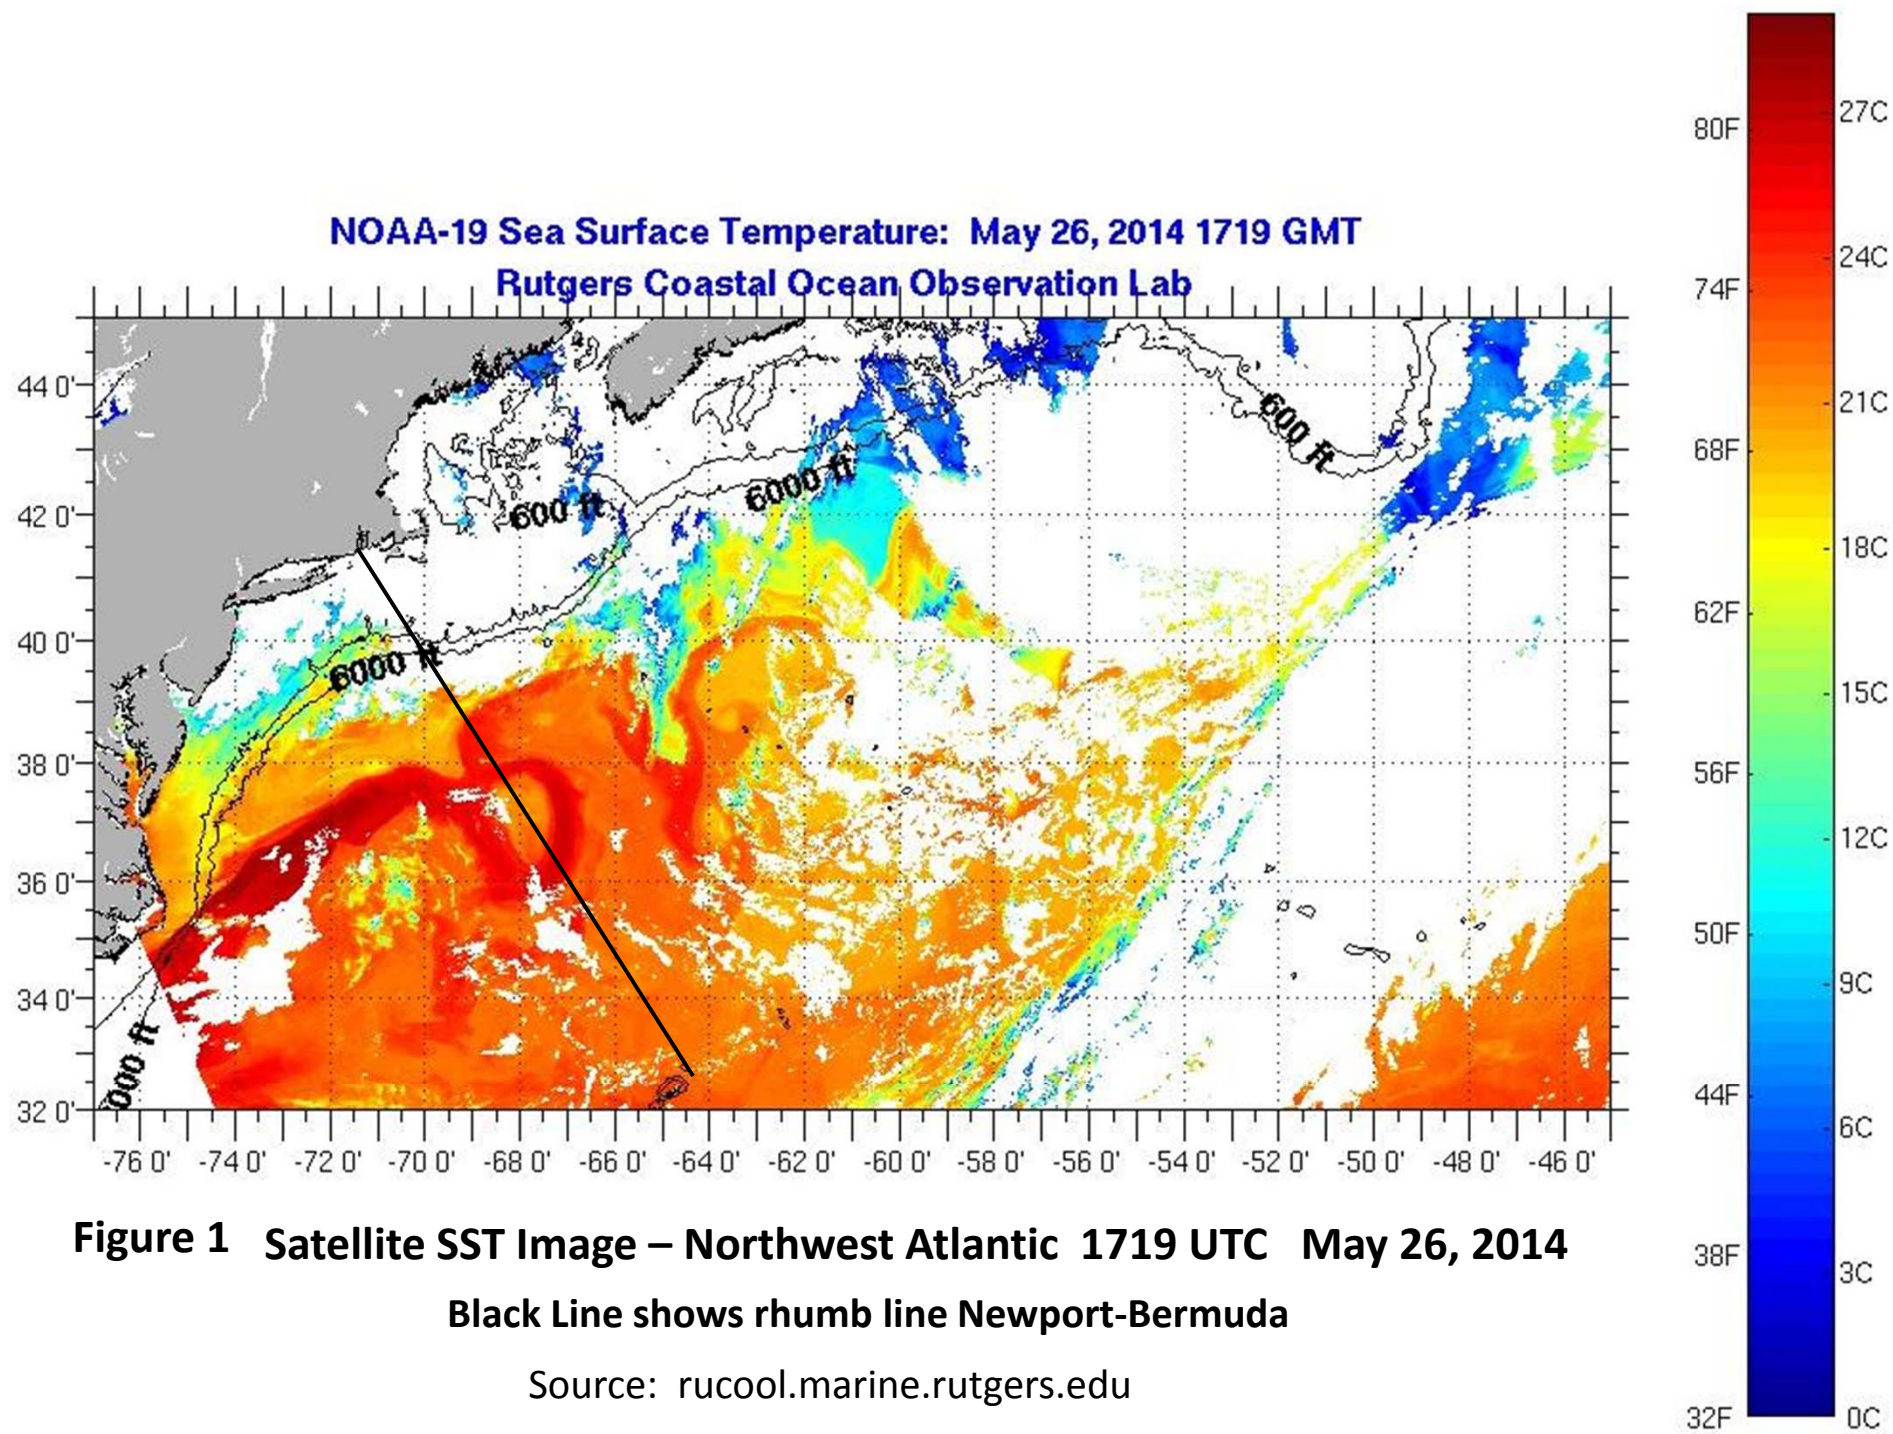 NOAA-19 Sea Surface Temperature: May 26, 2014 1719 GMT
Rutgers Coastal Ocean Observation Lab
80F
74F
68F
62F
56F
50F
44F
38F
32F
27C
24C
21C
18C
15C
12C
9C
6C
3C
0C
44 0'
42 0'
40 0'
38 0'
36 0'
34 0'
32 0'
600 ft
6000 ft
600 ft
6000 ft
000 ft
-76 0' -74 0' -72 0' -70 0' -68 0' -66 0' -64 0' -62 0' -60 0' -58 0' -56 0' -54 0' -52 0' -50 0' -48 0' -46 0'
Figure 1 Satellite SST Image – Northwest Atlantic 1719 UTC May 26, 2014
Black Line shows rhumb line Newport-Bermuda
Source: rucool.marine.rutgers.edu